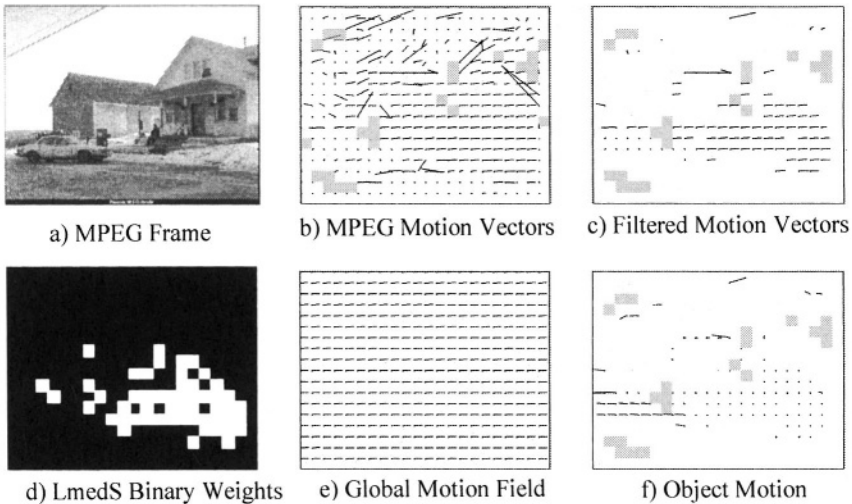 a) MPEG Frame
b) MPEG Motion Vectors
c) Filtered Motion Vectors
d) LmedS Binary Weights
e) Global Motion Field
f) Object Motion